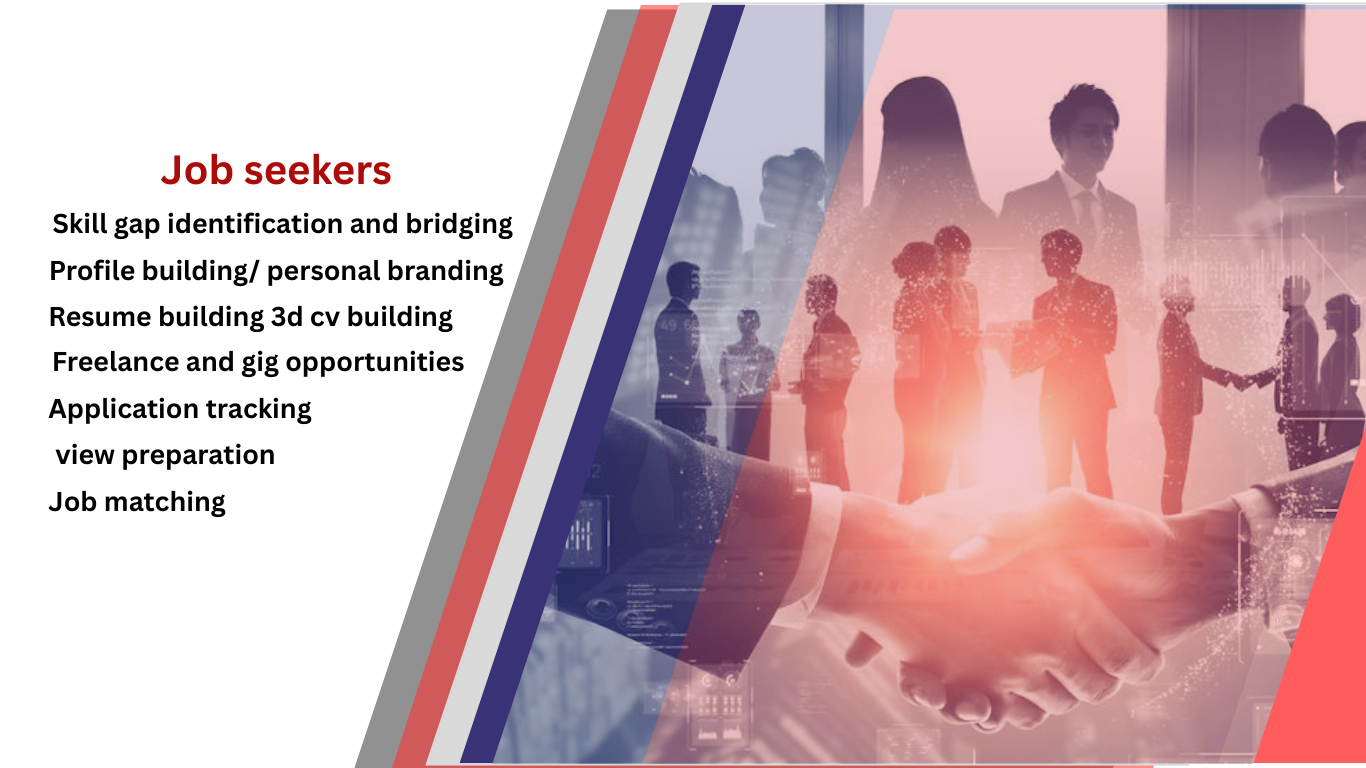 Job seekers
Skill gap identification and bridging
Profile building/ personal branding
Resume building 3d cv building
Freelance and gig opportunities
Application tracking
view preparation
Job matching